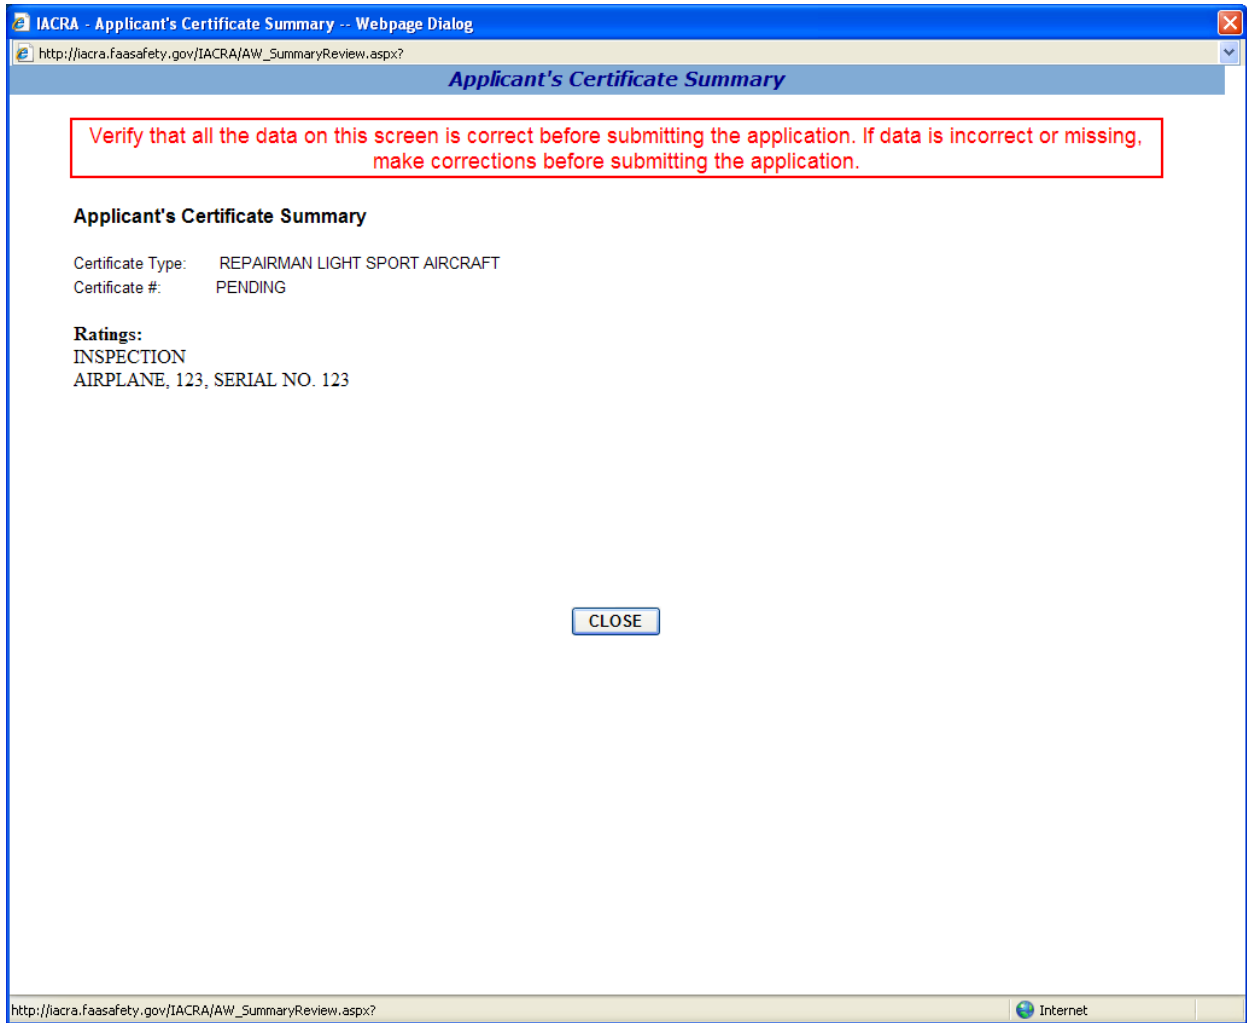 IACRA - Applicant's Certificate Summary -- Webpage Dialog
http://iacra.faasafety.gov/IACRA/AW_SummaryReview.aspx?
Applicant's Certificate Summary
Verify that all the data on this screen is correct before submitting the application. If data is incorrect or missing,
make corrections before submitting the application.
Applicant's Certificate Summary
Certificate Type: REPAIRMAN LIGHT SPORT AIRCRAFT
Certificate #: PENDING
Ratings:
INSPECTION
AIRPLANE, 123, SERIAL NO. 123
CLOSE
http://iacra.faasafety.gov/IACRA/AW_SummaryReview.aspx? Internet